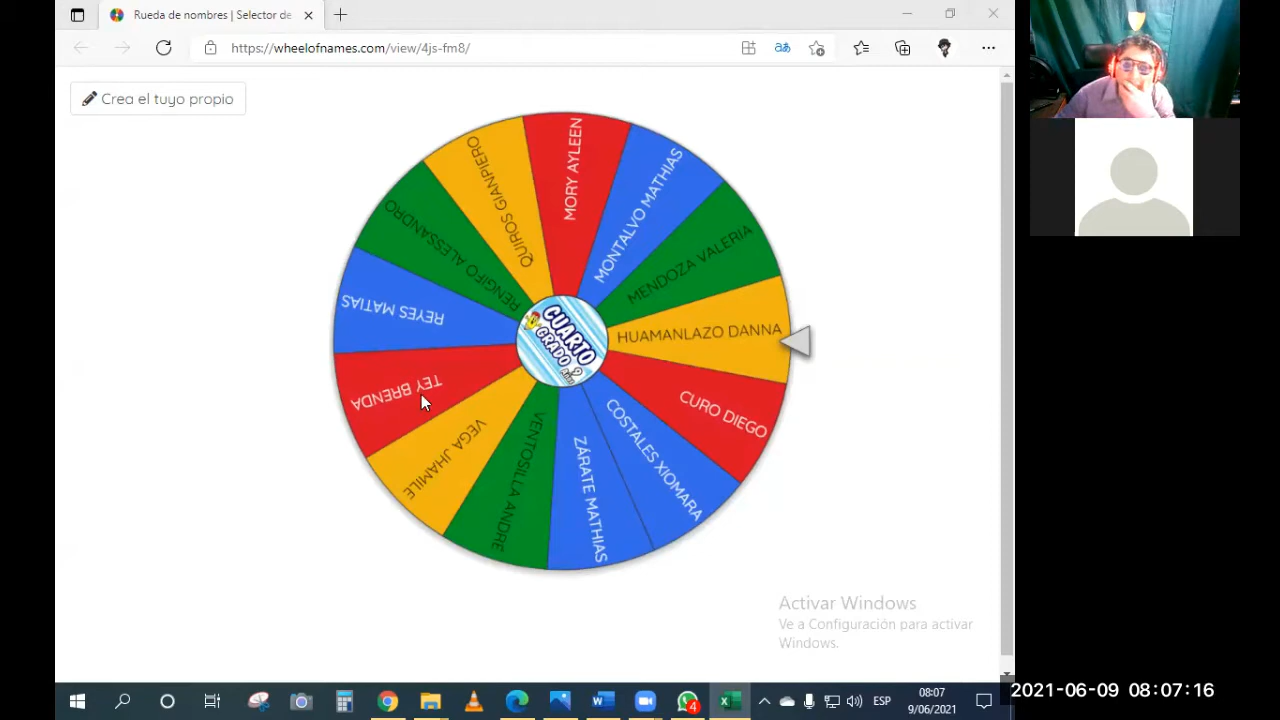 Rueda de nombres | Selector de
https://wheelofnames.com/view/4js-fm8/
Crea el tuyo propio
MORY AYLEEN
MONTALVO MATHIAS
MENDOZA VALERIA
HUAMANLAZO DANNA
CURO DIEGO
COSTALES XIOMARA
ZÁRATE MATHIAS
VENTOSILLA ANDRE
VEGA JHAMILE
TEY BRENDA
REYES MATIAS
RENGIFO ALESSANDRO
QUIROS GIANPIERO
CUARTO
GRADO
Activar Windows
Ve a Configuración para activar
Windows.
4
ESP
08:07
9/06/2021
2021-06-09 08:07:16